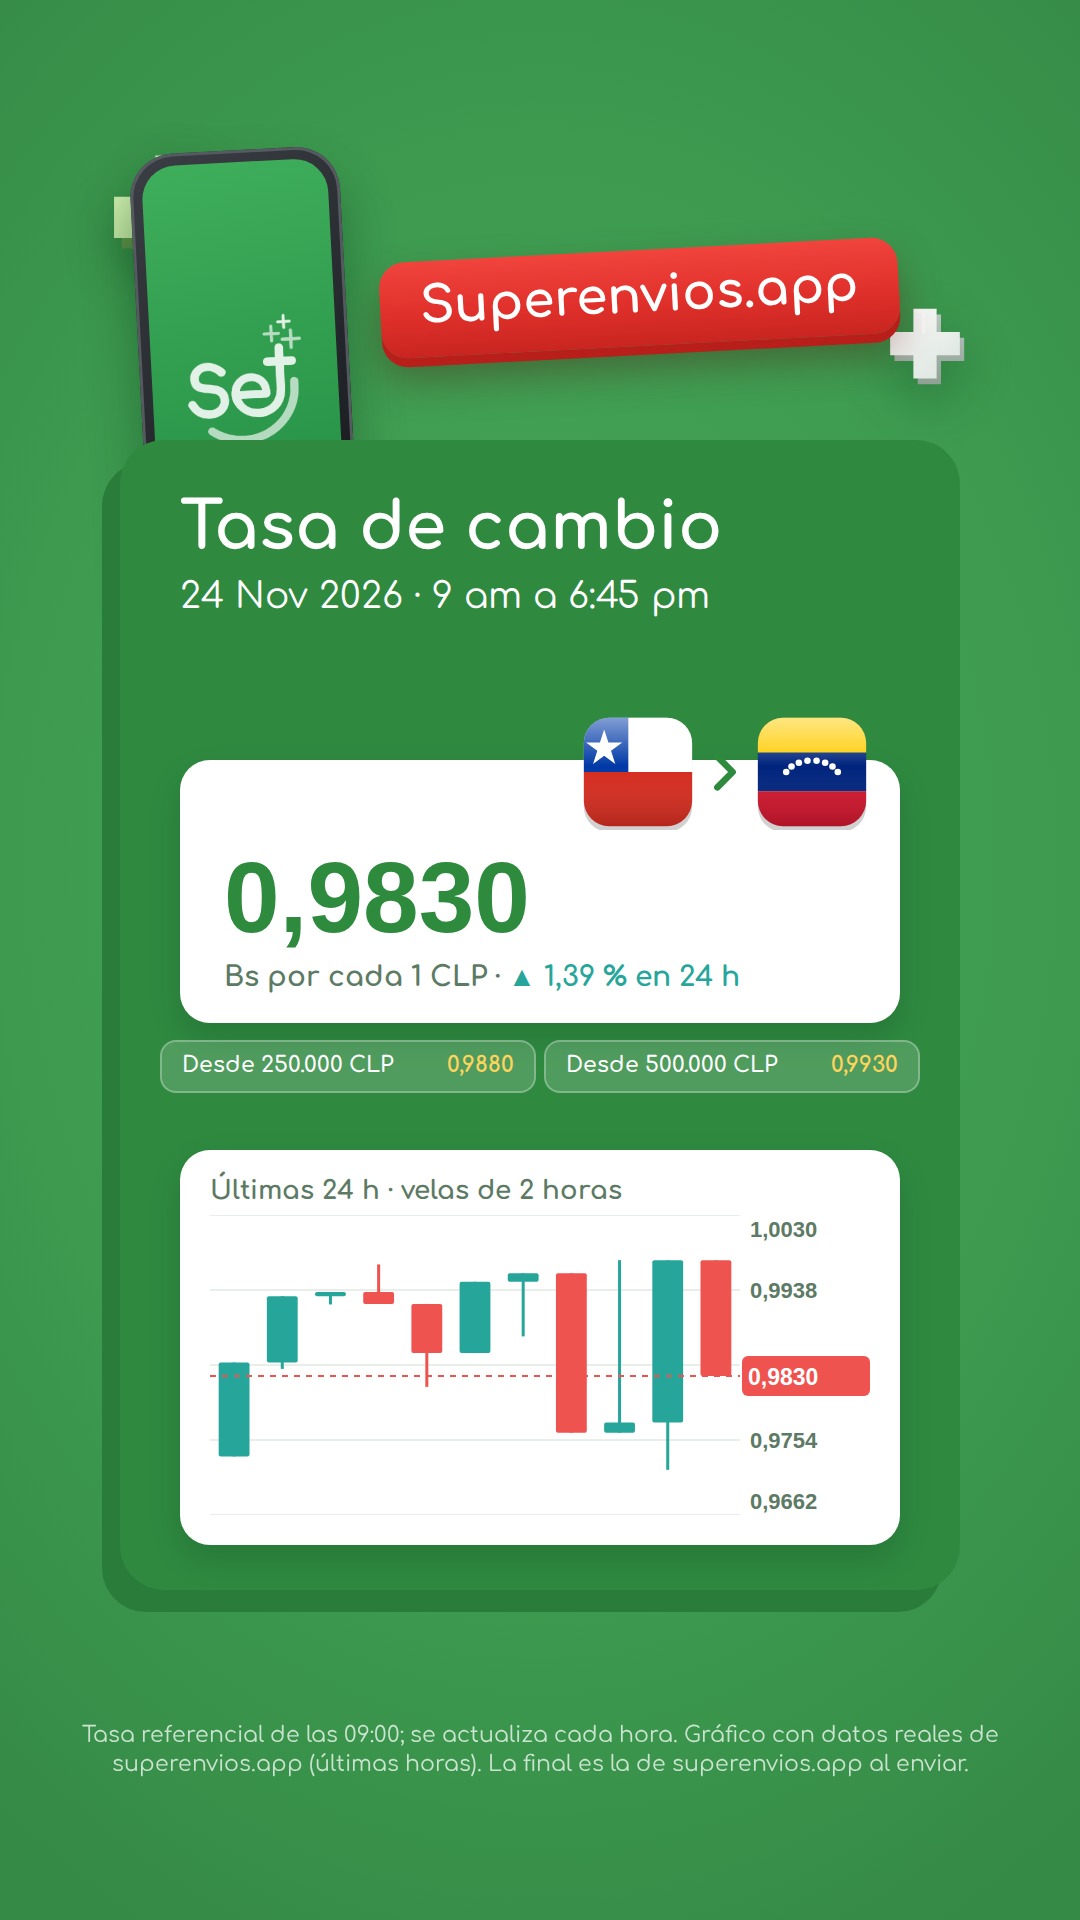 Set
Superenvios.app
Tasa de cambio
24 Nov 2026 · 9 am a 6:45 pm
0,9830
Bs por cada 1 CLP · ▲ 1,39 % en 24 h
Desde 250.000 CLP 0,9880
Desde 500.000 CLP 0,9930
Últimas 24 h · velas de 2 horas
1,0030
0,9938
0,9830
0,9754
0,9662
Tasa referencial de las 09:00; se actualiza cada hora. Gráfico con datos reales de
superenvios.app (últimas horas). La final es la de superenvios.app al enviar.